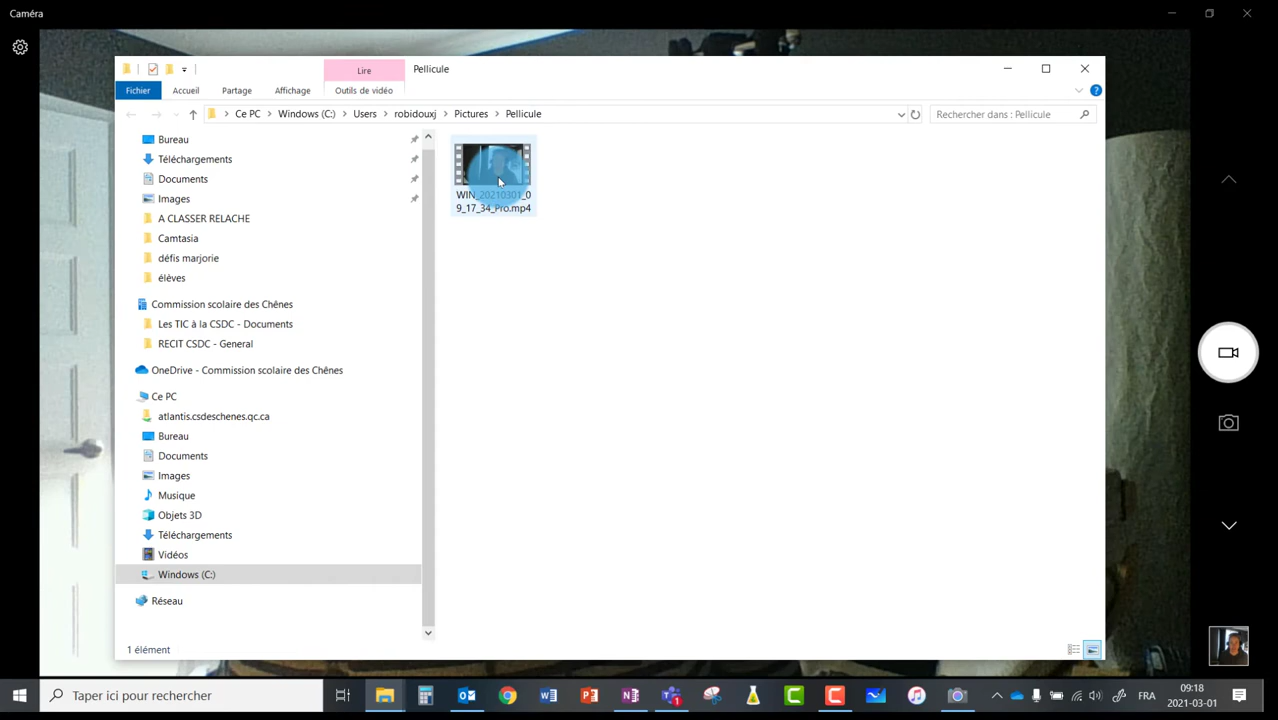 Caméra
Lire
Pellicule
Fichier
Accueil
Partage
Affichage
Outils de vidéo
Ce PC > Windows (C:) > Users > robidouxj > Pictures > Pellicule
Rechercher dans : Pellicule
Bureau
Téléchargements
Documents
Images
A CLASSER RELACHE
Camtasia
défis marjorie
élèves
Commission scolaire des Chênes
Les TIC à la CSDC - Documents
RECIT CSDC - General
OneDrive - Commission scolaire des Chênes
Ce PC
atlantis.csdeschenes.qc.ca
Bureau
Documents
Images
Musique
Objets 3D
Téléchargements
Vidéos
Windows (C:)
Réseau
WIN_20210301_0
9_17_34_Pro.mp4
1 élément
Taper ici pour rechercher
FRA
09:18
2021-03-01